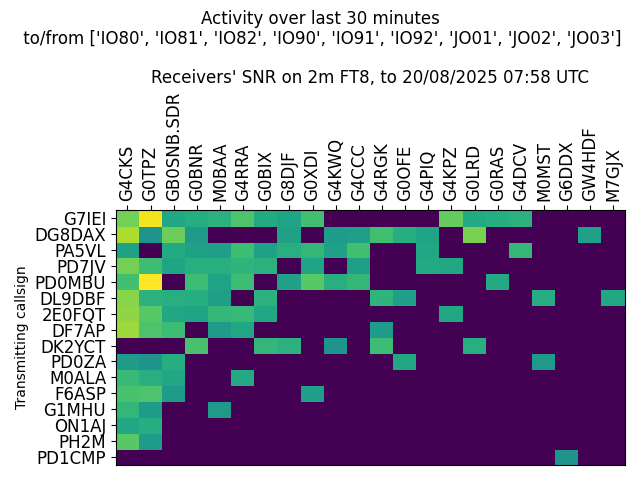 Activity over last 30 minutes
to/from ['IO80', 'IO81', 'IO82', 'IO90', 'IO91', 'IO92', 'JO01', 'JO02', 'JO03']
Receivers' SNR on 2m FT8, to 20/08/2025 07:58 UTC
G4CKS
G0TPZ
GB0SNB.SDR
G0BNR
M0BAA
G4RRA
G0BIX
G8DJF
G0XDI
G4KWQ
G4CCC
G4RGK
G0OFE
G4PIQ
G4KPZ
G0LRD
G0RAS
G4DCV
M0MST
G6DDX
GW4HDF
M7GJX
Transmitting callsign
G7IEI
DG8DAX
PA5VL
PD7JV
PD0MBU
DL9DBF
2E0FQT
DF7AP
DK2YCT
PD0ZA
M0ALA
F6ASP
G1MHU
ON1AJ
PH2M
PD1CMP